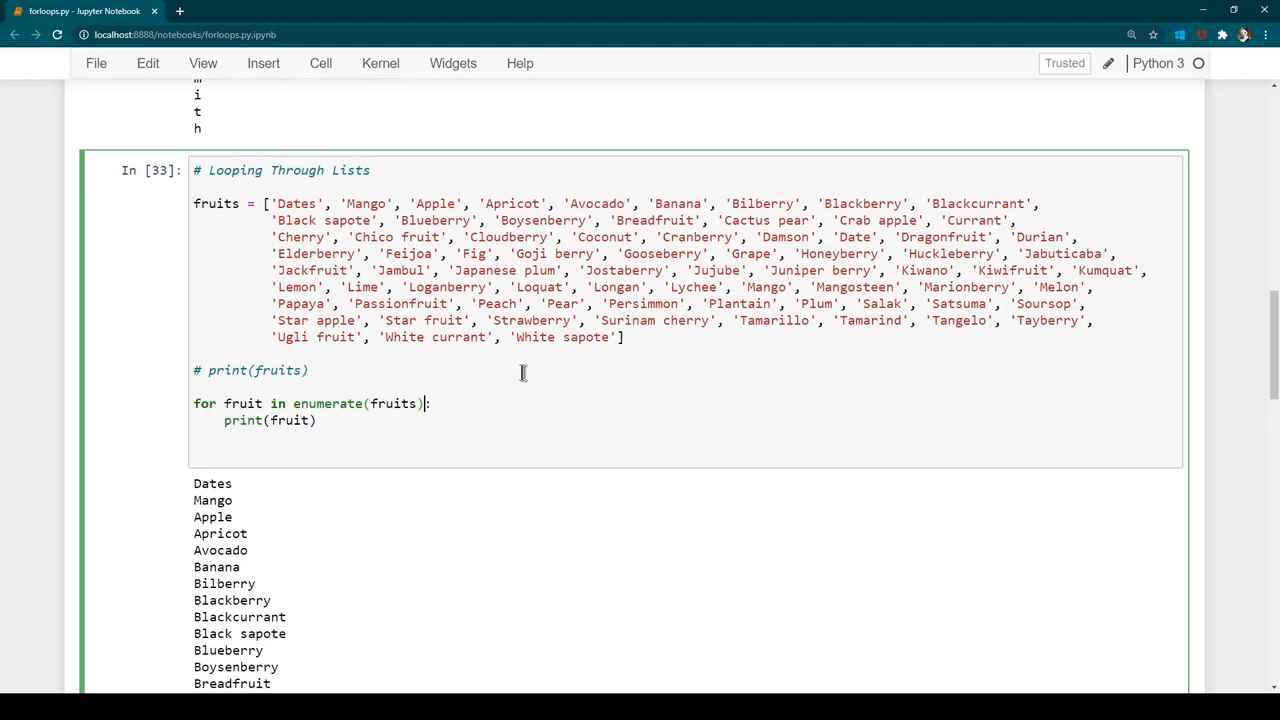 forloops.py - Jupyter Notebook
localhost:8888/notebooks/forloops.py.ipynb
File Edit View Insert Cell Kernel Widgets Help Trusted Python 3
i
t
h
In [33]: # Looping Through Lists
fruits = ['Dates', 'Mango', 'Apple', 'Apricot', 'Avocado', 'Banana', 'Bilberry', 'Blackberry', 'Blackcurrant',
'Black sapote', 'Blueberry', 'Boysenberry', 'Breadfruit', 'Cactus pear', 'Crab apple', 'Currant',
'Cherry', 'Chico fruit', 'Cloudberry', 'Coconut', 'Cranberry', 'Damson', 'Date', 'Dragonfruit', 'Durian',
'Elderberry', 'Feijoa', 'Fig', 'Goji berry', 'Gooseberry', 'Grape', 'Honeyberry', 'Huckleberry', 'Jabuticaba',
'Jackfruit', 'Jambul', 'Japanese plum', 'Jostaberry', 'Jujube', 'Juniper berry', 'Kiwano', 'Kiwifruit', 'Kumquat',
'Lemon', 'Lime', 'Loganberry', 'Loquat', 'Longan', 'Lychee', 'Mango', 'Mangosteen', 'Marionberry', 'Melon',
'Papaya', 'Passionfruit', 'Peach', 'Pear', 'Persimmon', 'Plantain', 'Plum', 'Salak', 'Satsuma', 'Soursop',
'Star apple', 'Star fruit', 'Strawberry', 'Surinam cherry', 'Tamarillo', 'Tamarind', 'Tangelo', 'Tayberry',
'Ugli fruit', 'White currant', 'White sapote']
# print(fruits)
for fruit in enumerate(fruits):
print(fruit)
Dates
Mango
Apple
Apricot
Avocado
Banana
Bilberry
Blackberry
Blackcurrant
Black sapote
Blueberry
Boysenberry
Breadfruit